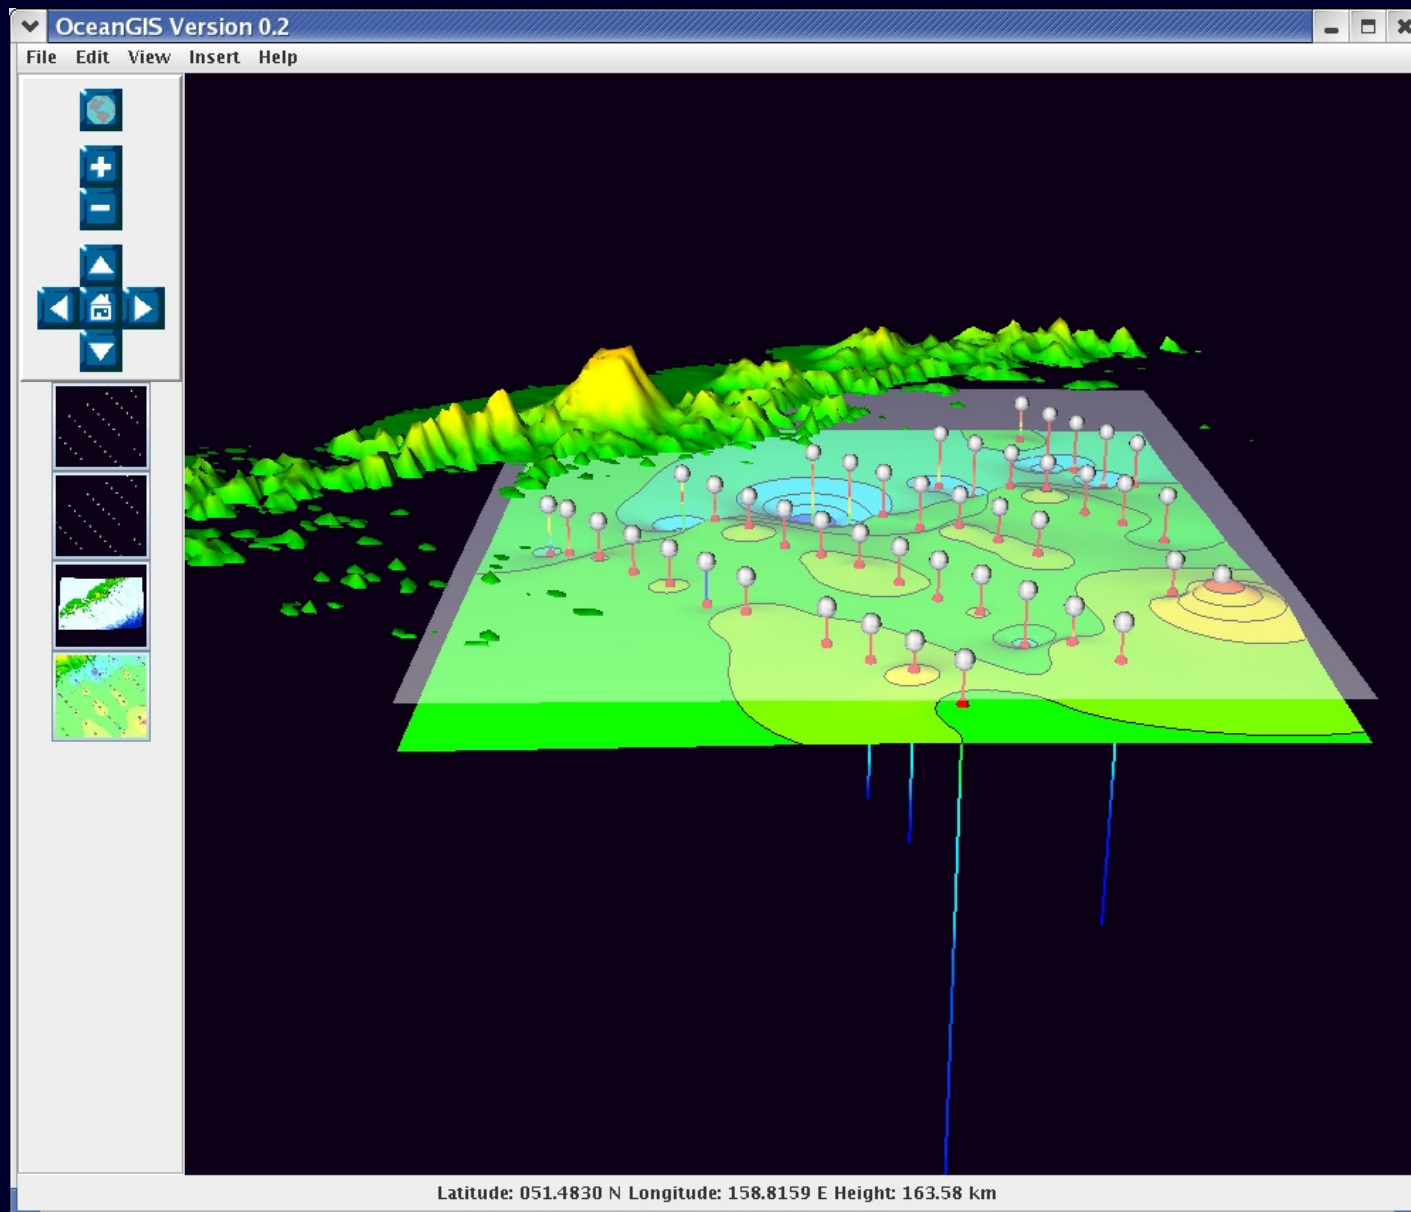 OceanGIS Version 0.2
File Edit View Insert Help
Latitude: 051.4830 N Longitude: 158.8159 E Height: 163.58 km